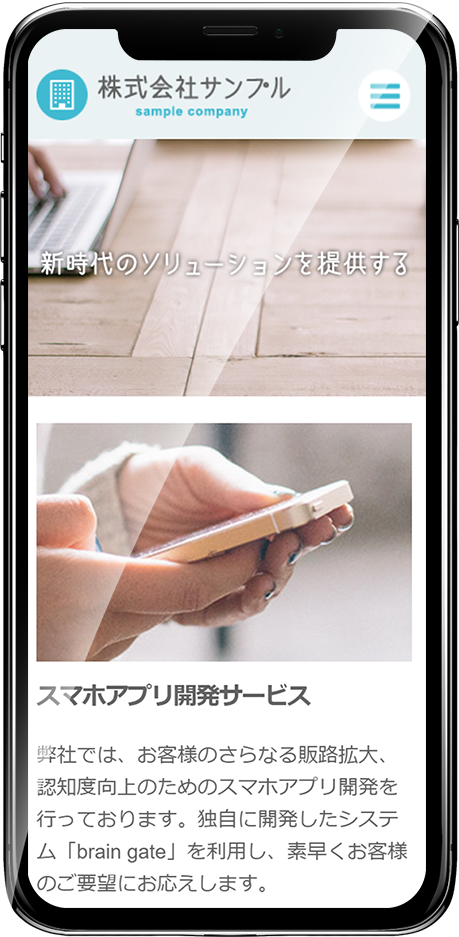 株式会社サンプル
sample company
新時代のソリューションを提供する
スマホアプリ開発サービス
弊社では、お客様のさらなる販路拡大、
認知度向上のためのスマホアプリ開発を
行っております。独自に開発したシステ
ム「brain gate」を利用し、素早くお客様
のご要望にお応えします。